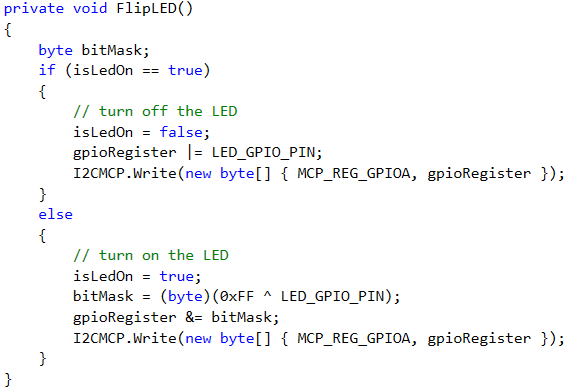 private void FlipLED()
{
    byte bitMask;
    if (isLedOn == true)
    {
        // turn off the LED
        isLedOn = false;
        gpioRegister |= LED_GPIO_PIN;
        I2CMCP.Write(new byte[] { MCP_REG_GPIOA, gpioRegister });
    }
    else
    {
        // turn on the LED
        isLedOn = true;
        bitMask = (byte)(0xFF ^ LED_GPIO_PIN);
        gpioRegister &= bitMask;
        I2CMCP.Write(new byte[] { MCP_REG_GPIOA, gpioRegister });
    }
}